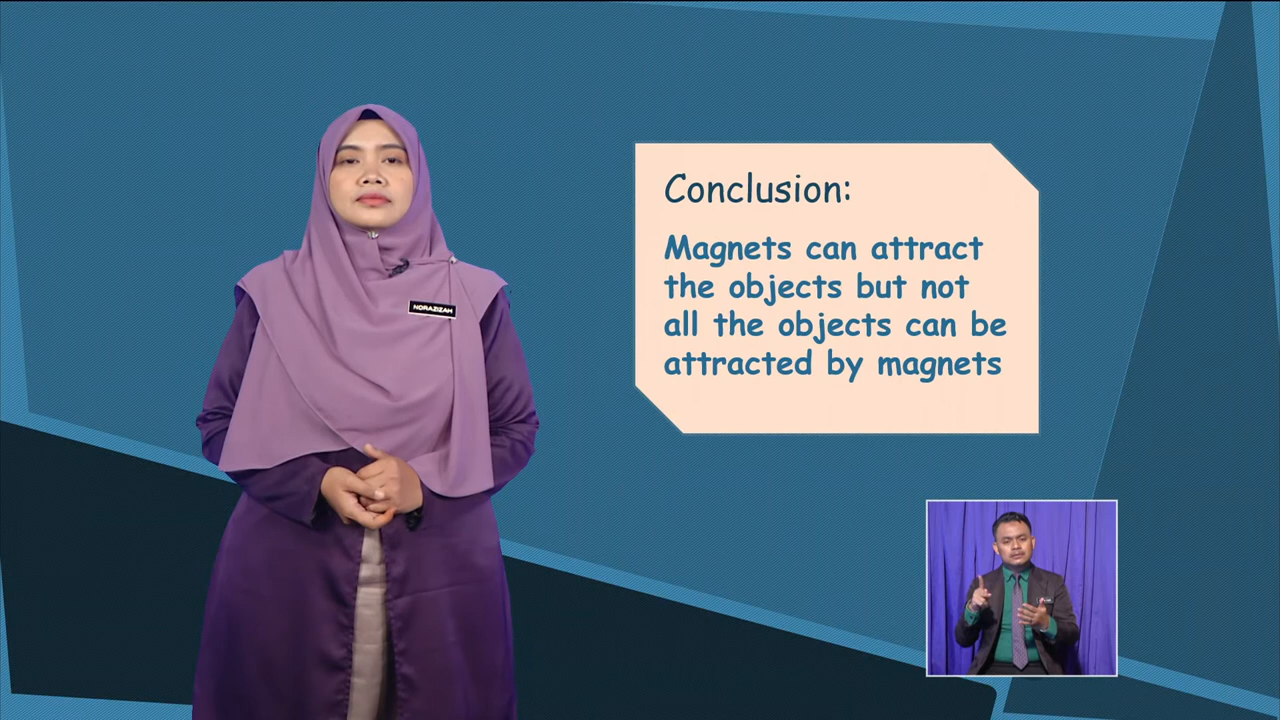 NORAZIZAH
Conclusion:
Magnets can attract
the objects but not
all the objects can be
attracted by magnets